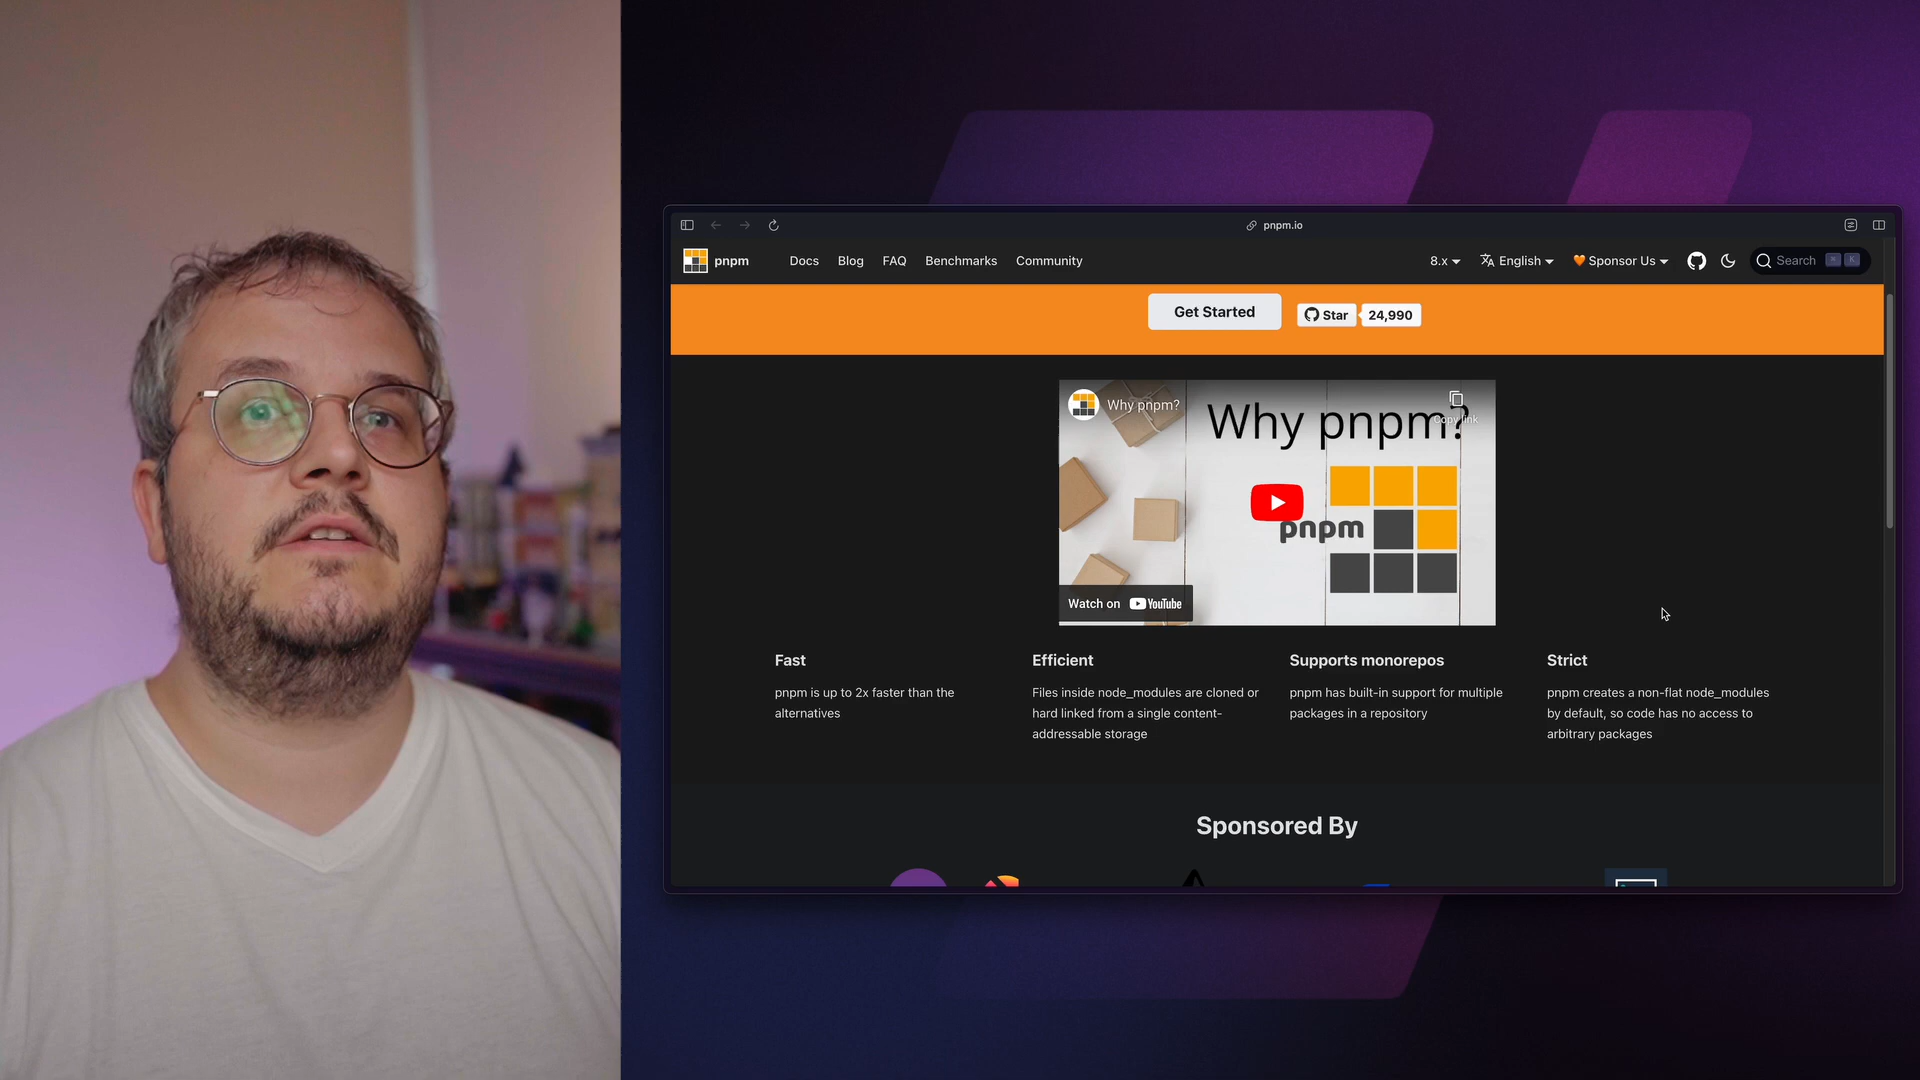 pnpm.io
pnpm Docs Blog FAQ Benchmarks Community 8.x English Sponsor Us Search ⌘ K
Get Started Star 24,990
Why pnpm?
Copy link
Why pnpm?
pnpm
Watch on YouTube
Fast
pnpm is up to 2x faster than the
alternatives
Efficient
Files inside node_modules are cloned or
hard linked from a single content-
addressable storage
Supports monorepos
pnpm has built-in support for multiple
packages in a repository
Strict
pnpm creates a non-flat node_modules
by default, so code has no access to
arbitrary packages
Sponsored By